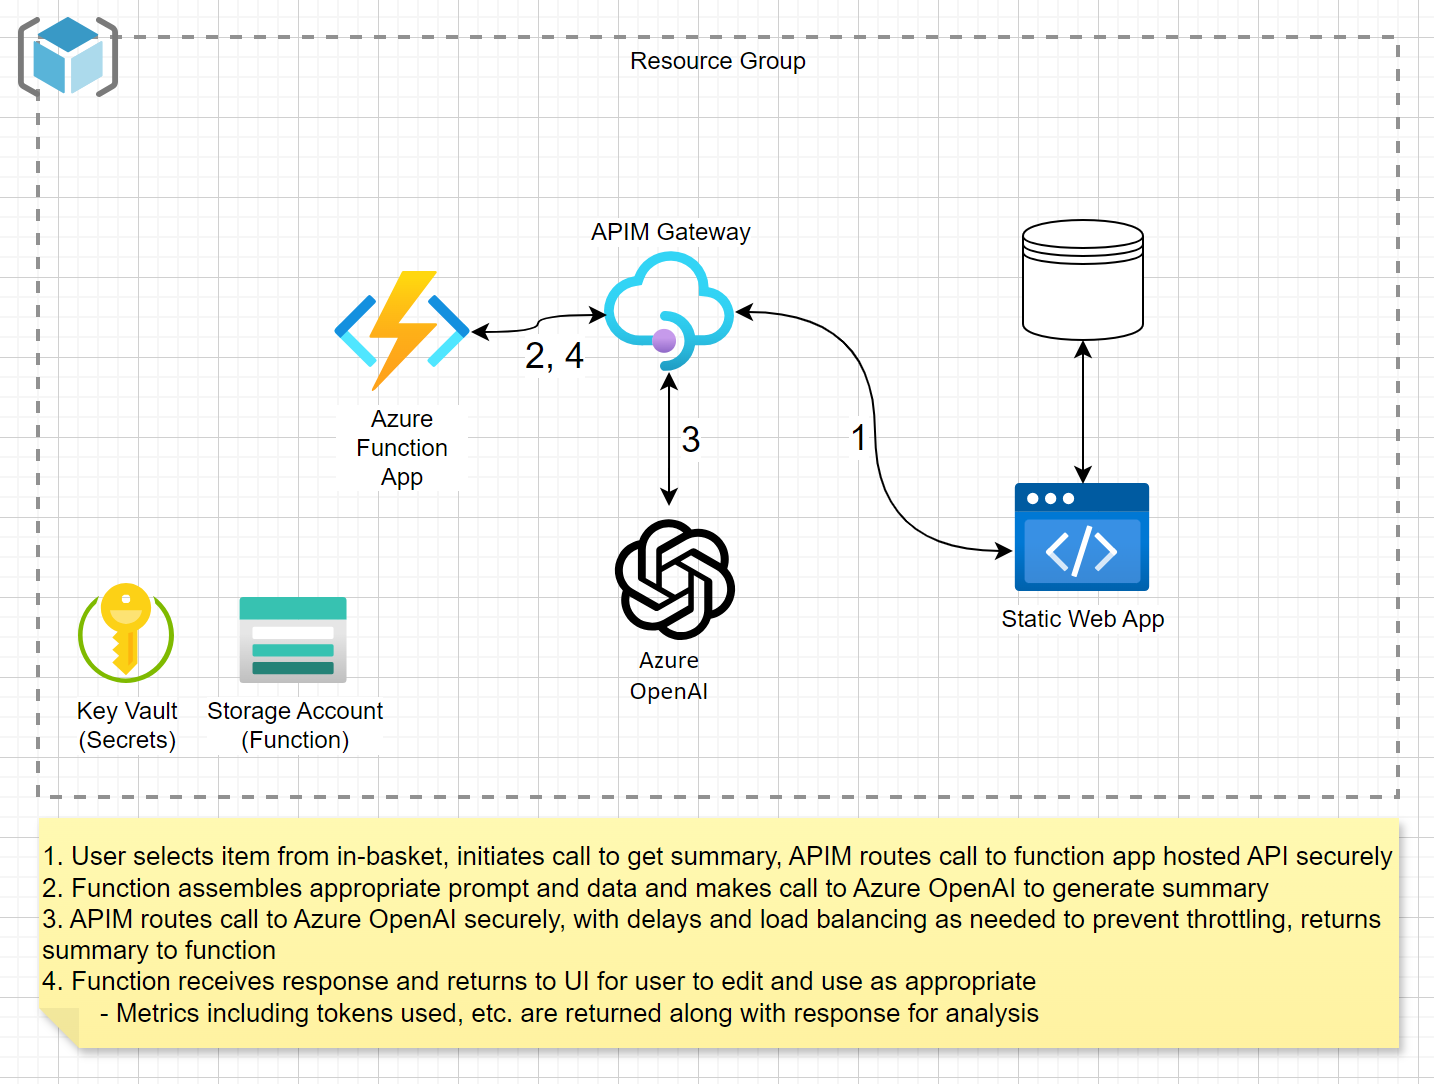 Resource Group
APIM Gateway
2, 4
Azure
Function
App
3
1
Azure
OpenAI
Static Web App
Key Vault
(Secrets)
Storage Account
(Function)
1. User selects item from in-basket, initiates call to get summary, APIM routes call to function app hosted API securely
2. Function assembles appropriate prompt and data and makes call to Azure OpenAI to generate summary
3. APIM routes call to Azure OpenAI securely, with delays and load balancing as needed to prevent throttling, returns
summary to function
4. Function receives response and returns to UI for user to edit and use as appropriate
- Metrics including tokens used, etc. are returned along with response for analysis